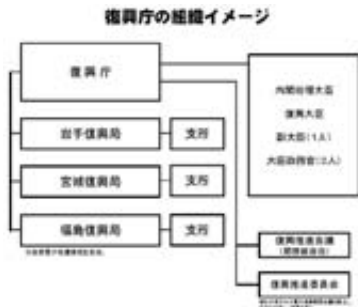 復興庁の組織イメージ
復興庁
内閣総理大臣
復興大臣
副大臣(1人)
大臣政務官(2人)
岩手復興局
支所
宮城復興局
支所
福島復興局
支所
復興推進会議
復興推進委員会